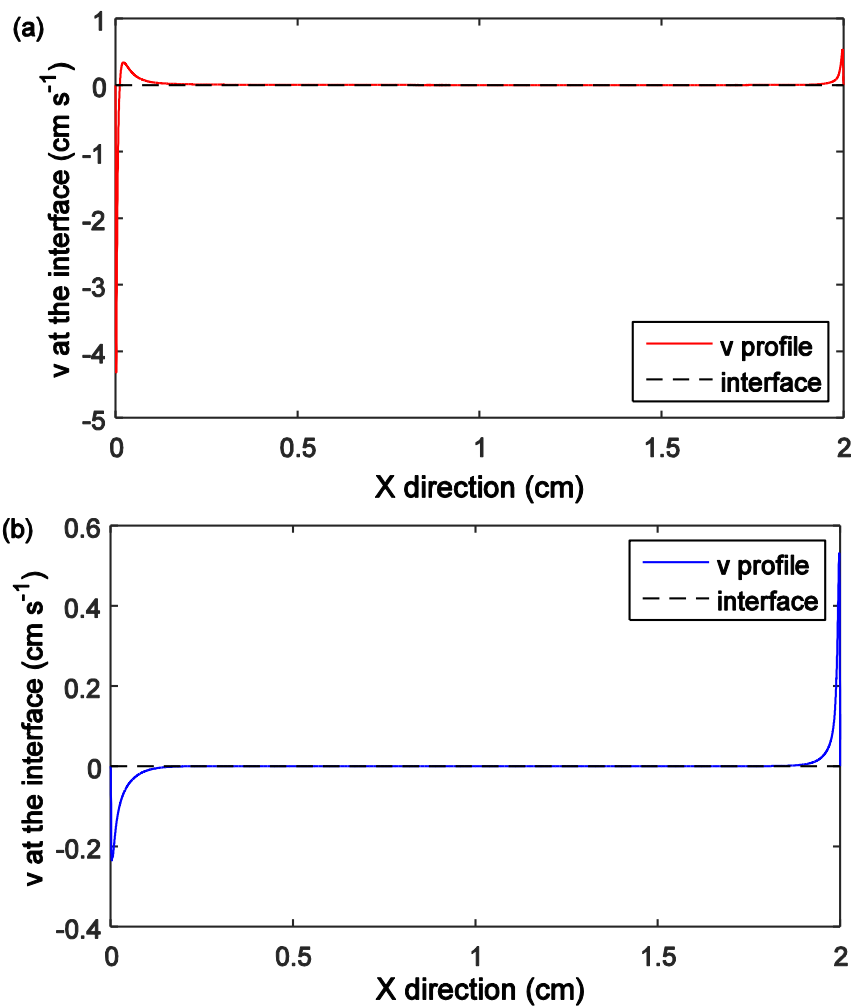 (a)
1
0
-1
-2
-3
-4
-5
v at the interface (cm s-1)
v profile
interface
0 0.5 1 1.5 2
X direction (cm)
(b)
0.6
0.4
0.2
0
-0.2
-0.4
v at the interface (cm s-1)
v profile
interface
0 0.5 1 1.5 2
X direction (cm)